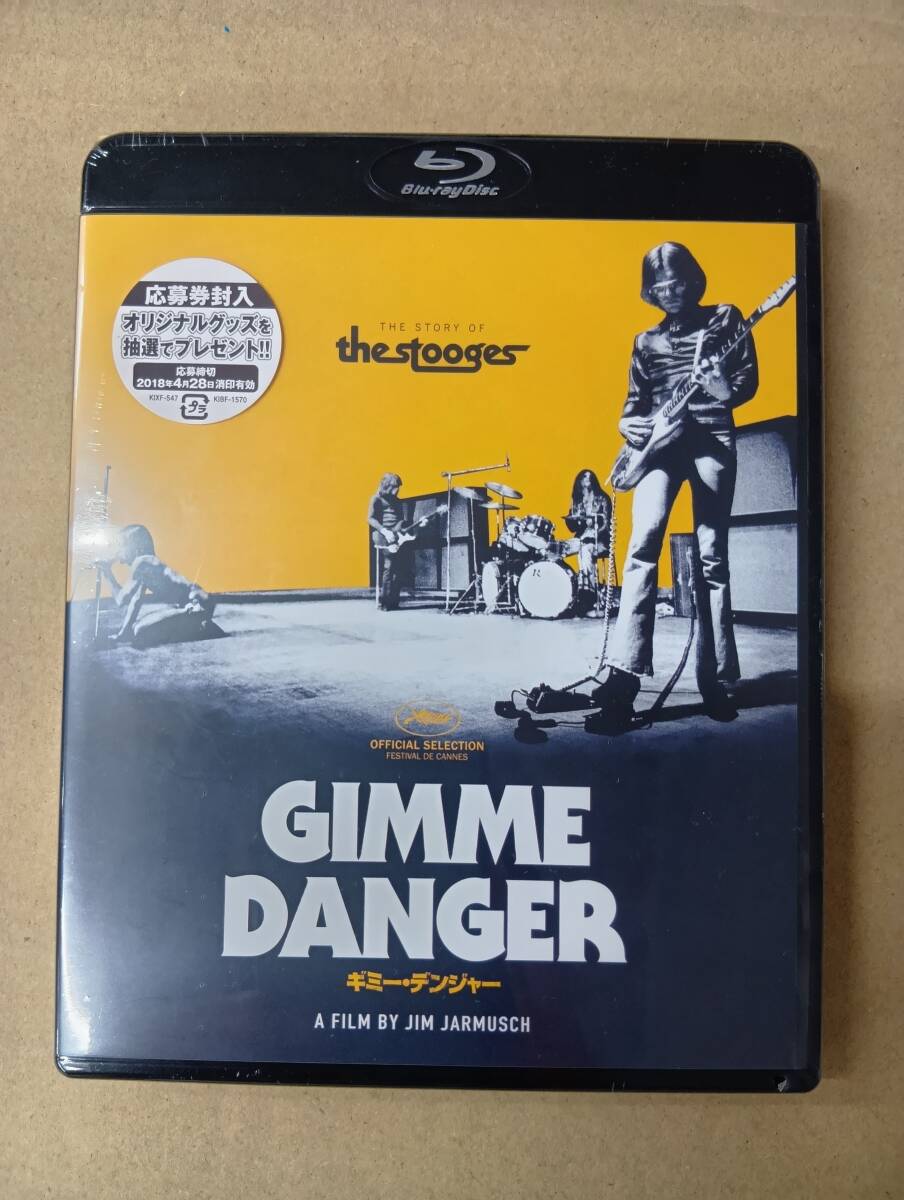 Blu-ray Disc
応募券封入
オリジナルグッズを
抽選でプレゼント!!
応募締切
2018年4月28日消印有効
KIXF-547 KIBF-1570
プラ
THE STORY OF
the stooges
R
OFFICIAL SELECTION
FESTIVAL DE CANNES
GIMME
DANGER
ギミー・デンジャー
A FILM BY JIM JARMUSCH